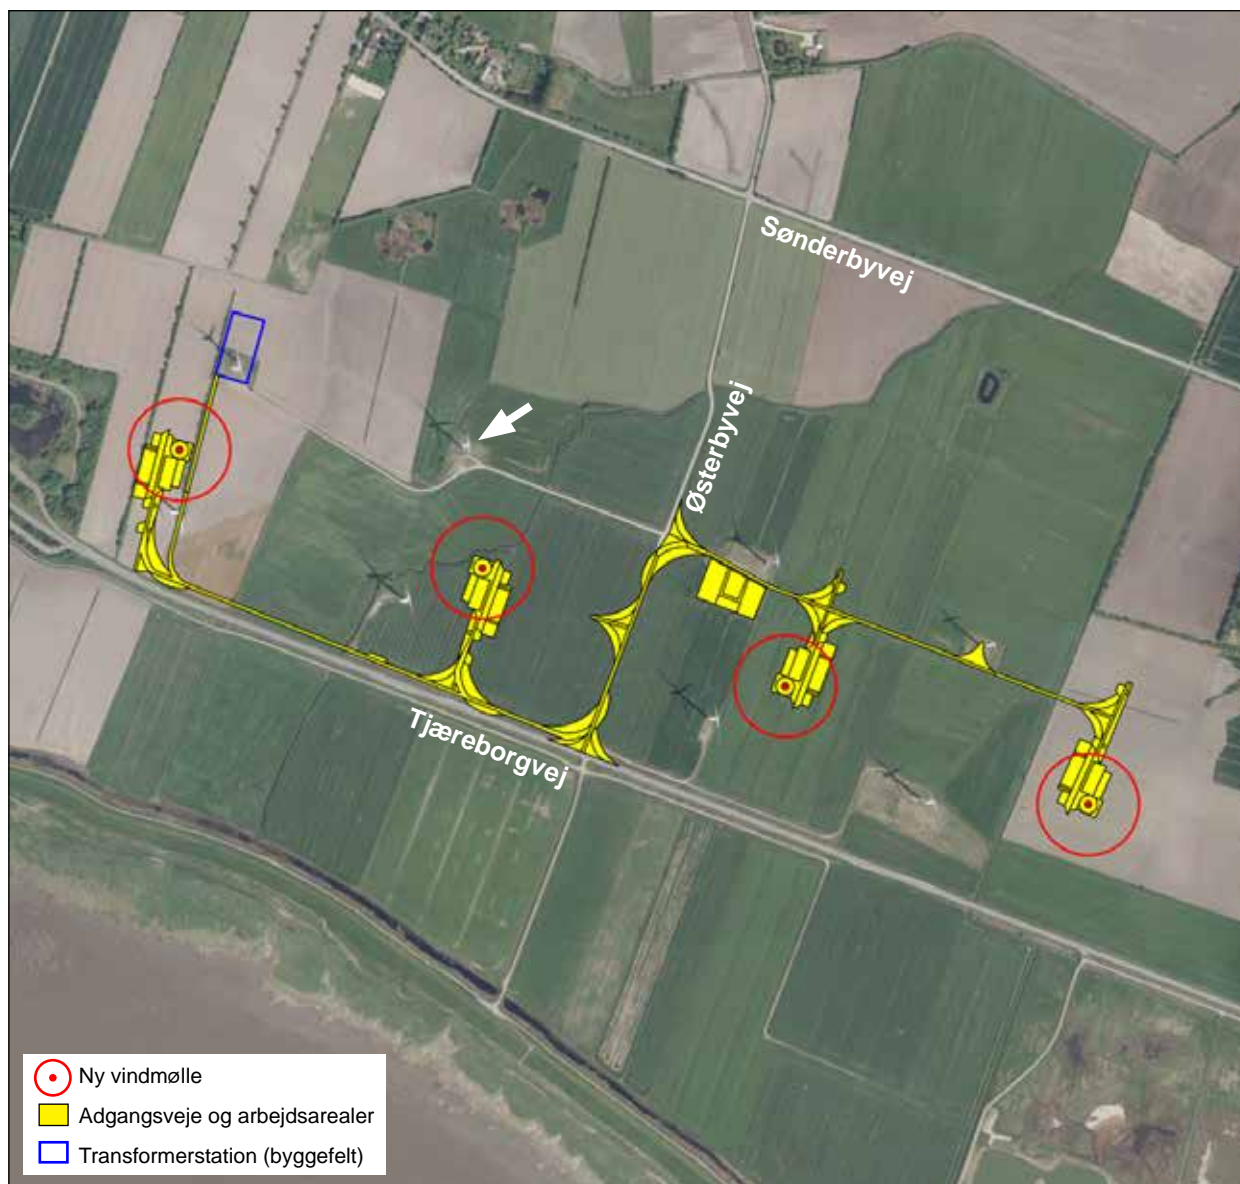 Sønderbyvej
Østerbyvej
Tjæreborgvej
Ny vindmølle
Adgangsveje og arbejdsarealer
Transformerstation (byggefelt)